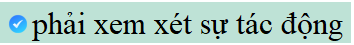 phải xem xét sự tác động